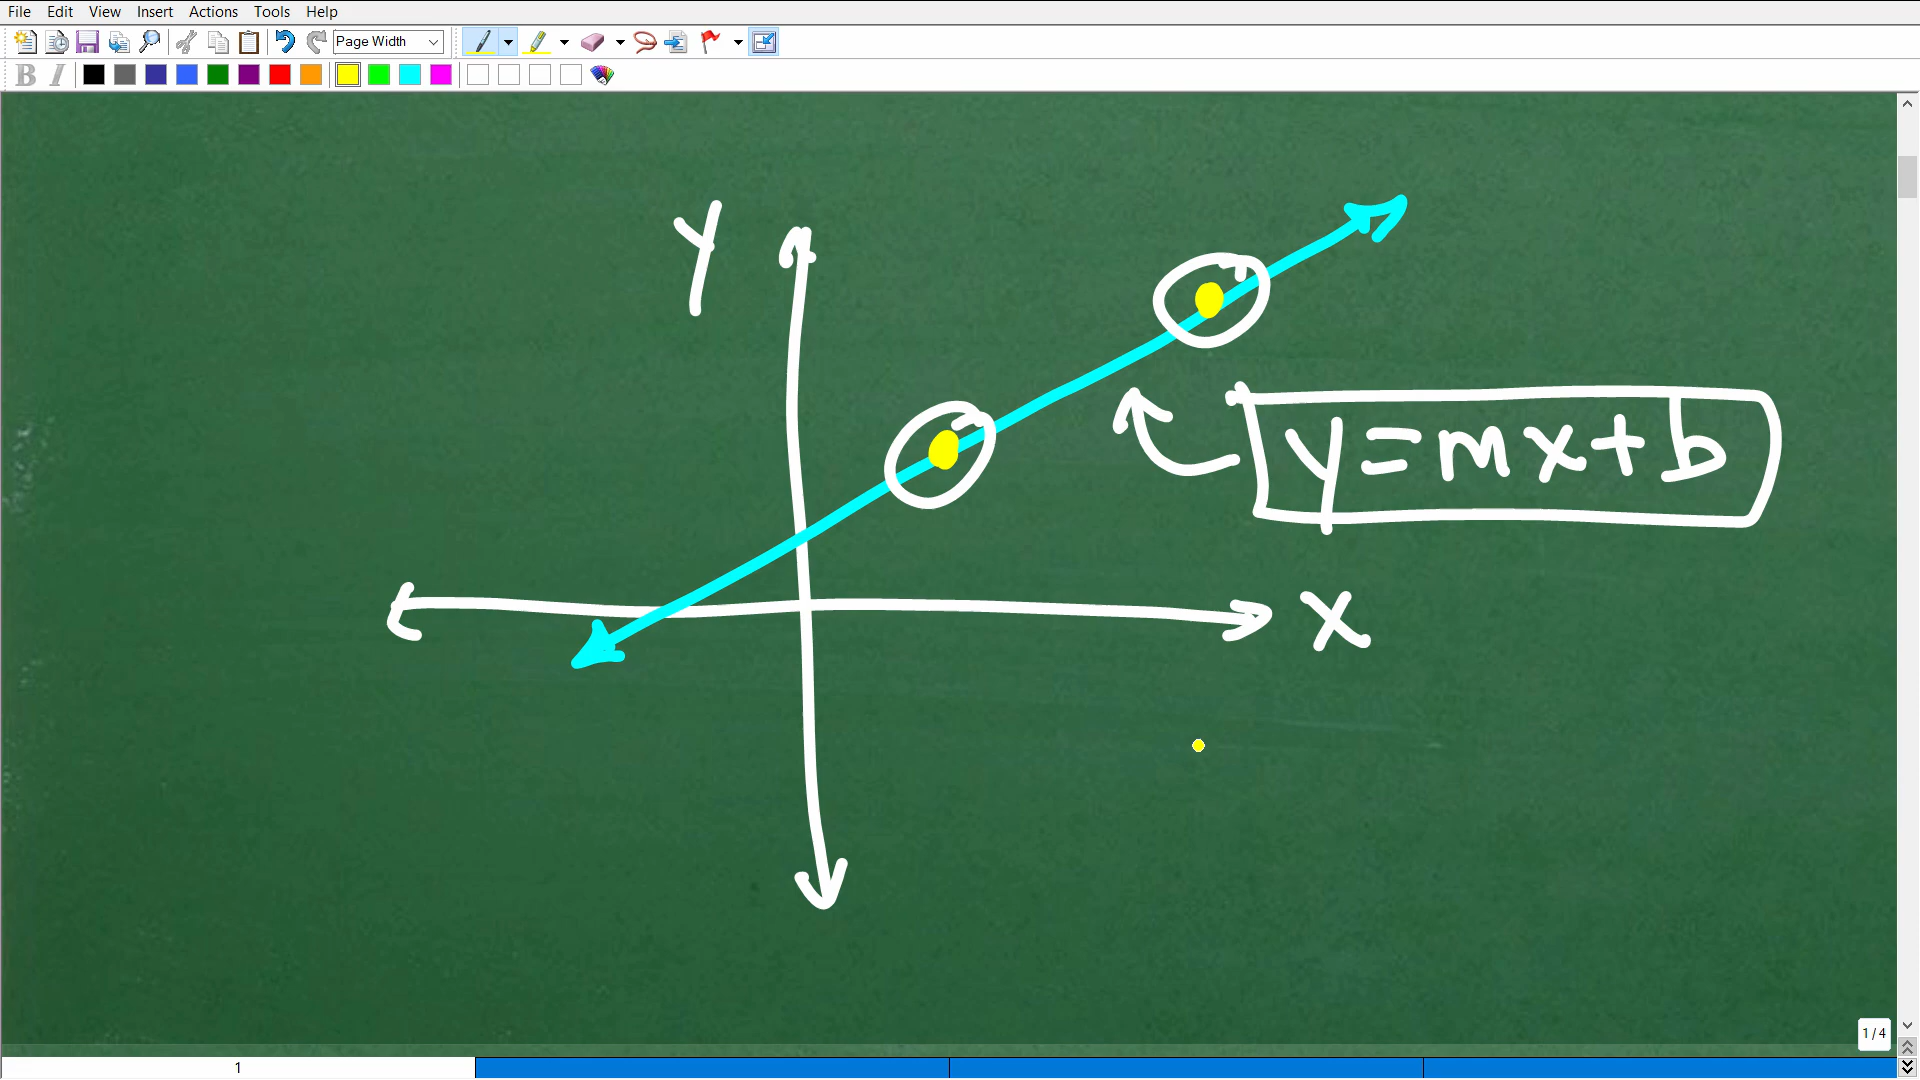 File Edit View Insert Actions Tools Help
Page Width
B I
y
y=mx+b
x
1 / 4
1